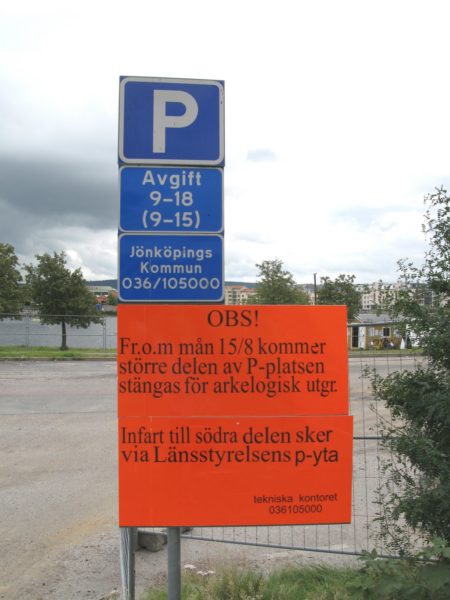 P
Avgift
9-18
(9-15)
Jönköpings
Kommun
036/105000
OBS!
Fr.o.m mån 15/8 kommer
större delen av P-platsen
stängas för arkelogisk utgr.
Infart till södra delen sker
via Länsstyrelsens p-yta
tekniska kontoret
036105000